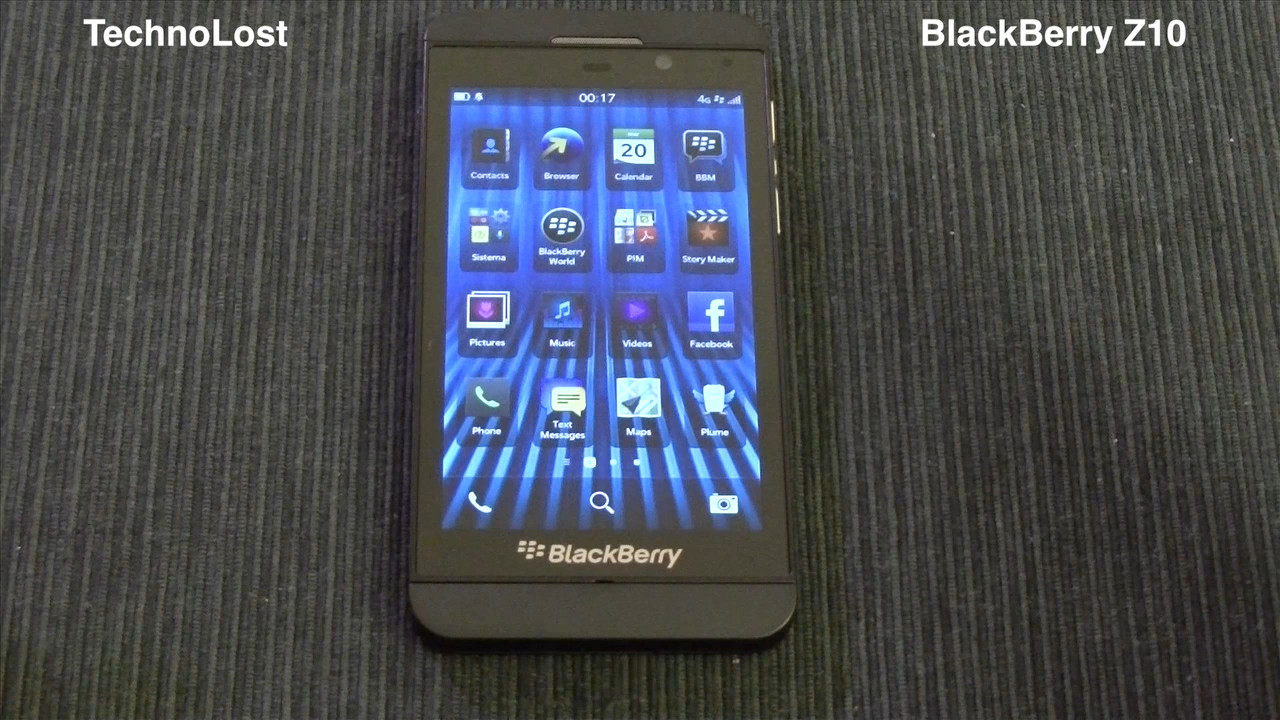 TechnoLost
BlackBerry Z10
00:17
4G
Contacts
Browser
20
Calendar
BBM
Sistema
BlackBerry
World
PIM
Story Maker
Pictures
Music
Videos
f
Facebook
Phone
Text
Messages
Maps
Plume
BlackBerry